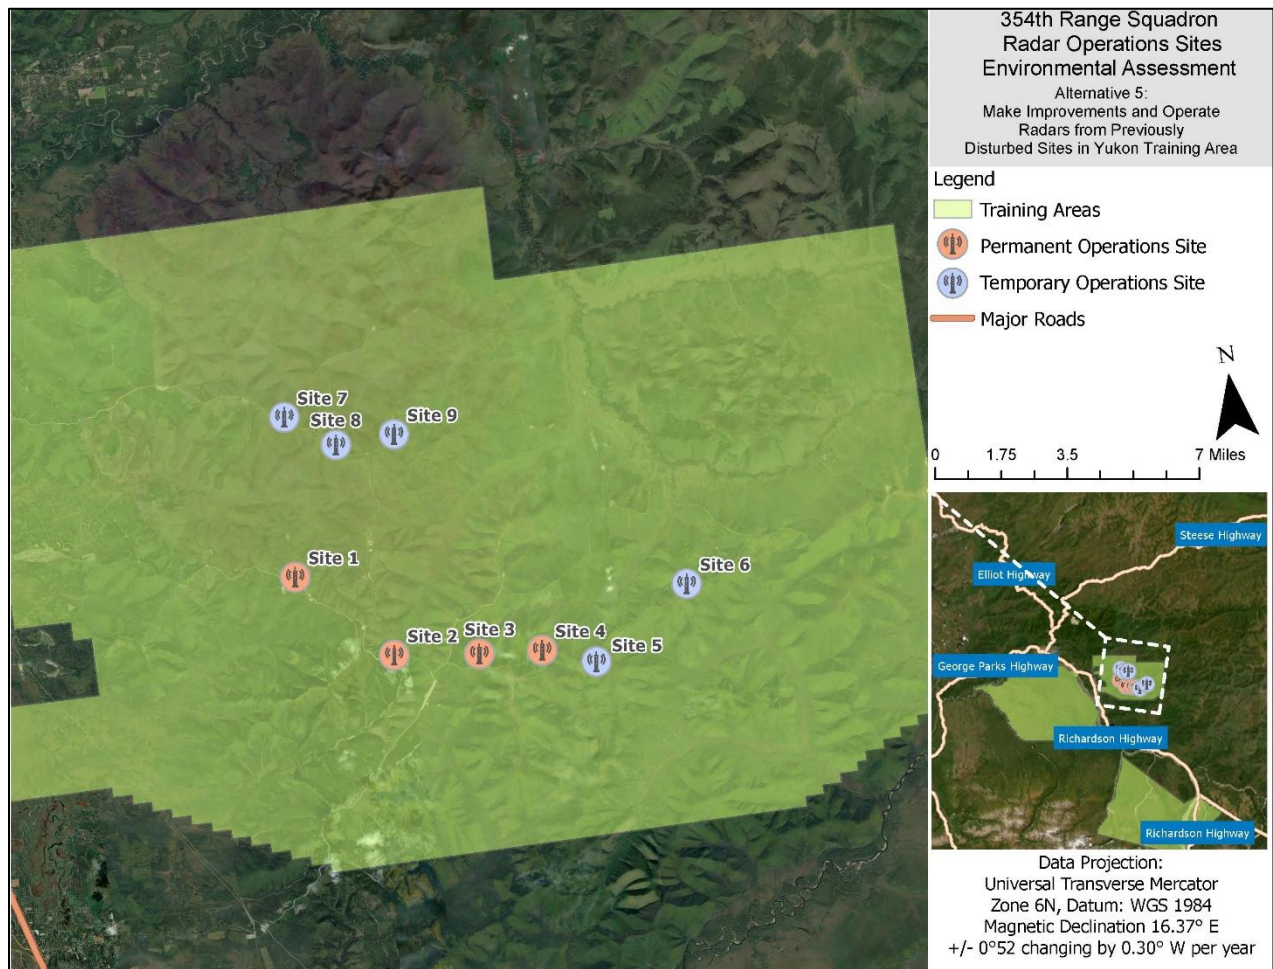 354th Range Squadron
Radar Operations Sites
Environmental Assessment
Alternative 5:
Make Improvements and Operate
Radars from Previously
Disturbed Sites in Yukon Training Area
Legend
Training Areas
Permanent Operations Site
Temporary Operations Site
Major Roads
N
0 1.75 3.5 7 Miles
Site 7
Site 8
Site 9
Site 1
Site 2
Site 3
Site 4
Site 5
Site 6
Steese Highway
Elliot Highway
George Parks Highway
Richardson Highway
Richardson Highway
Data Projection:
Universal Transverse Mercator
Zone 6N, Datum: WGS 1984
Magnetic Declination 16.37° E
+/- 0°52 changing by 0.30° W per year